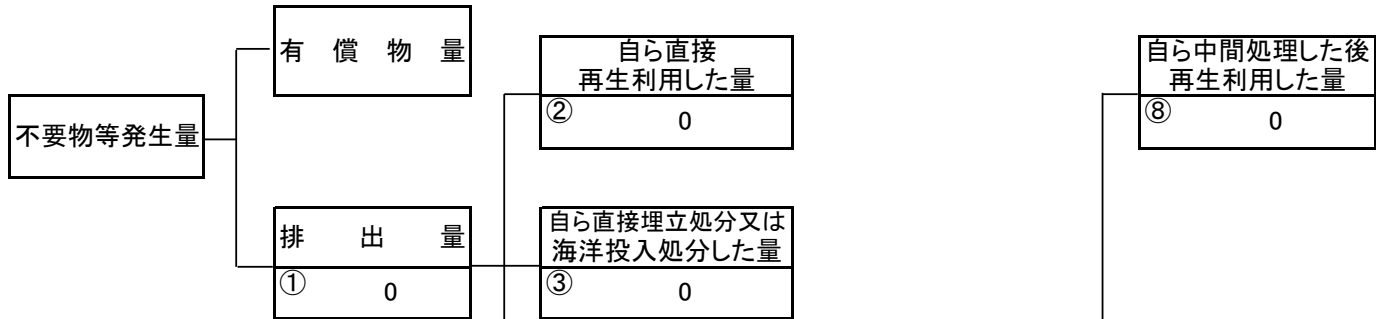 有償物量
自ら直接
再生利用した量
②
0
自ら中間処理した後
再生利用した量
⑧
0
不要物等発生量
排出量
①
0
自ら直接埋立処分又は
海洋投入処分した量
③
0